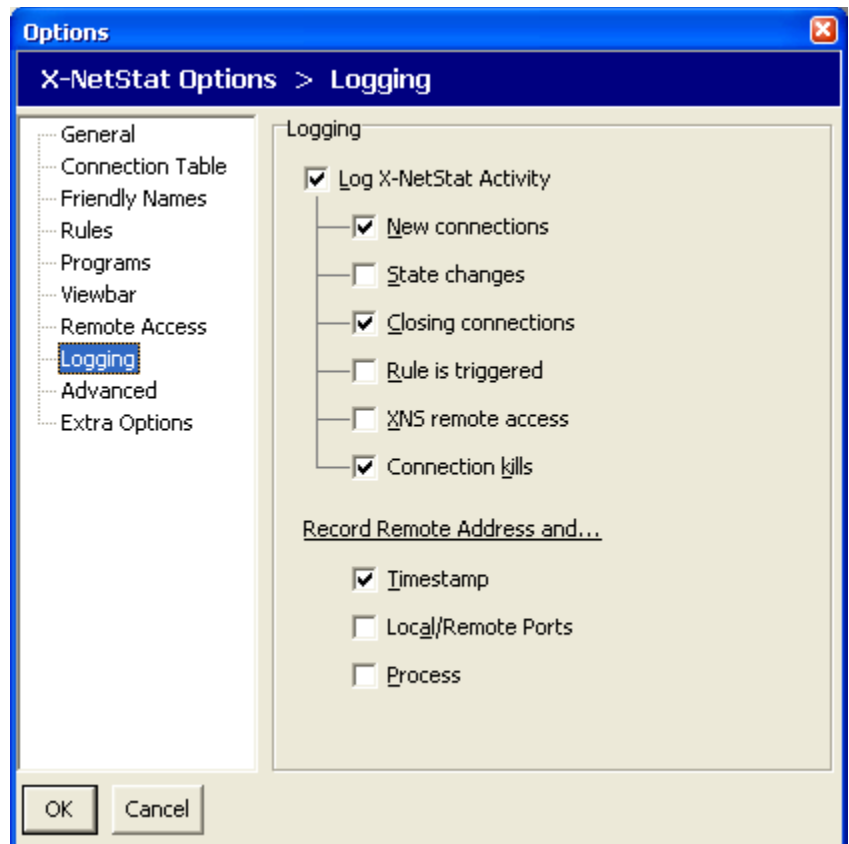 Options
X-NetStat Options > Logging
General
Connection Table
Friendly Names
Rules
Programs
Viewbar
Remote Access
Logging
Advanced
Extra Options
Logging
Log X-NetStat Activity
New connections
State changes
Closing connections
Rule is triggered
XNS remote access
Connection kills
Record Remote Address and...
Timestamp
Local/Remote Ports
Process
OK
Cancel